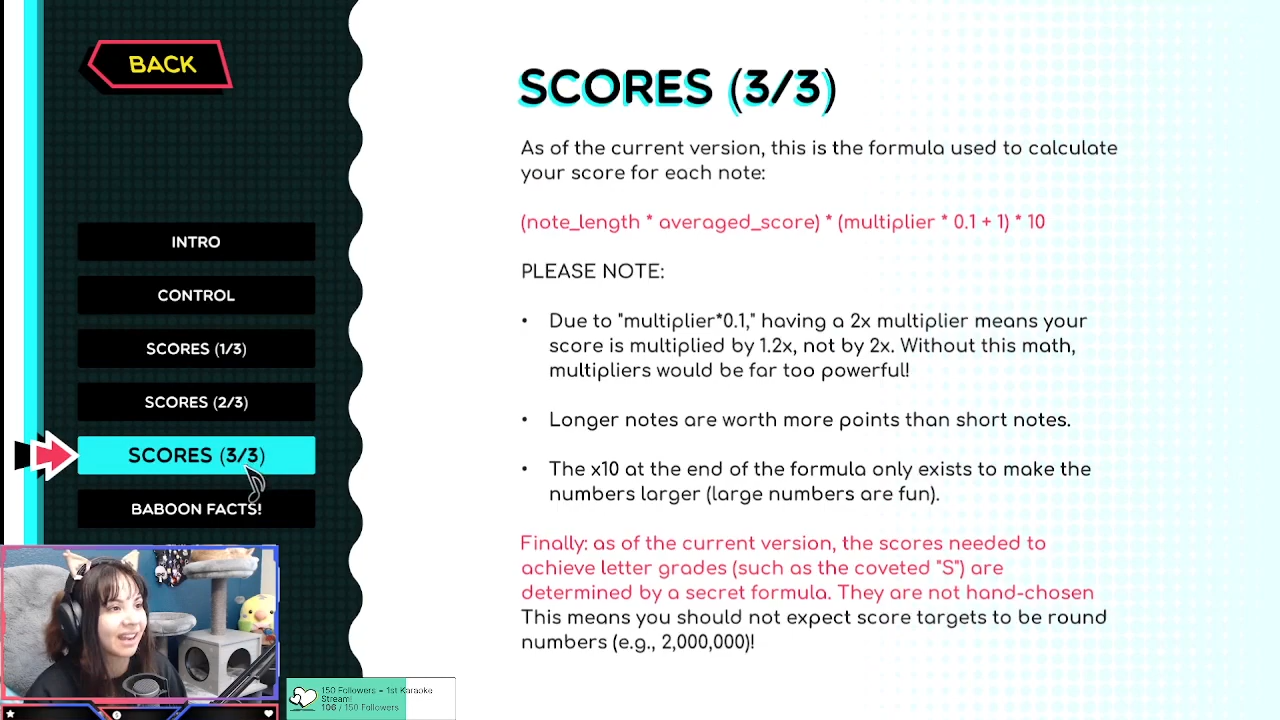 BACK
INTRO
CONTROL
SCORES (1/3)
SCORES (2/3)
SCORES (3/3)
BABOON FACTS!
SCORES (3/3)
As of the current version, this is the formula used to calculate
your score for each note:
(note_length * averaged_score) * (multiplier * 0.1 + 1) * 10
PLEASE NOTE:
• Due to "multiplier*0.1," having a 2x multiplier means your
score is multiplied by 1.2x, not by 2x. Without this math,
multipliers would be far too powerful!
• Longer notes are worth more points than short notes.
• The x10 at the end of the formula only exists to make the
numbers larger (large numbers are fun).
Finally: as of the current version, the scores needed to
achieve letter grades (such as the coveted "S") are
determined by a secret formula. They are not hand-chosen
This means you should not expect score targets to be round
numbers (e.g., 2,000,000)!
150 Followers = 1st Karaoke
Stream!
106 / 150 Followers